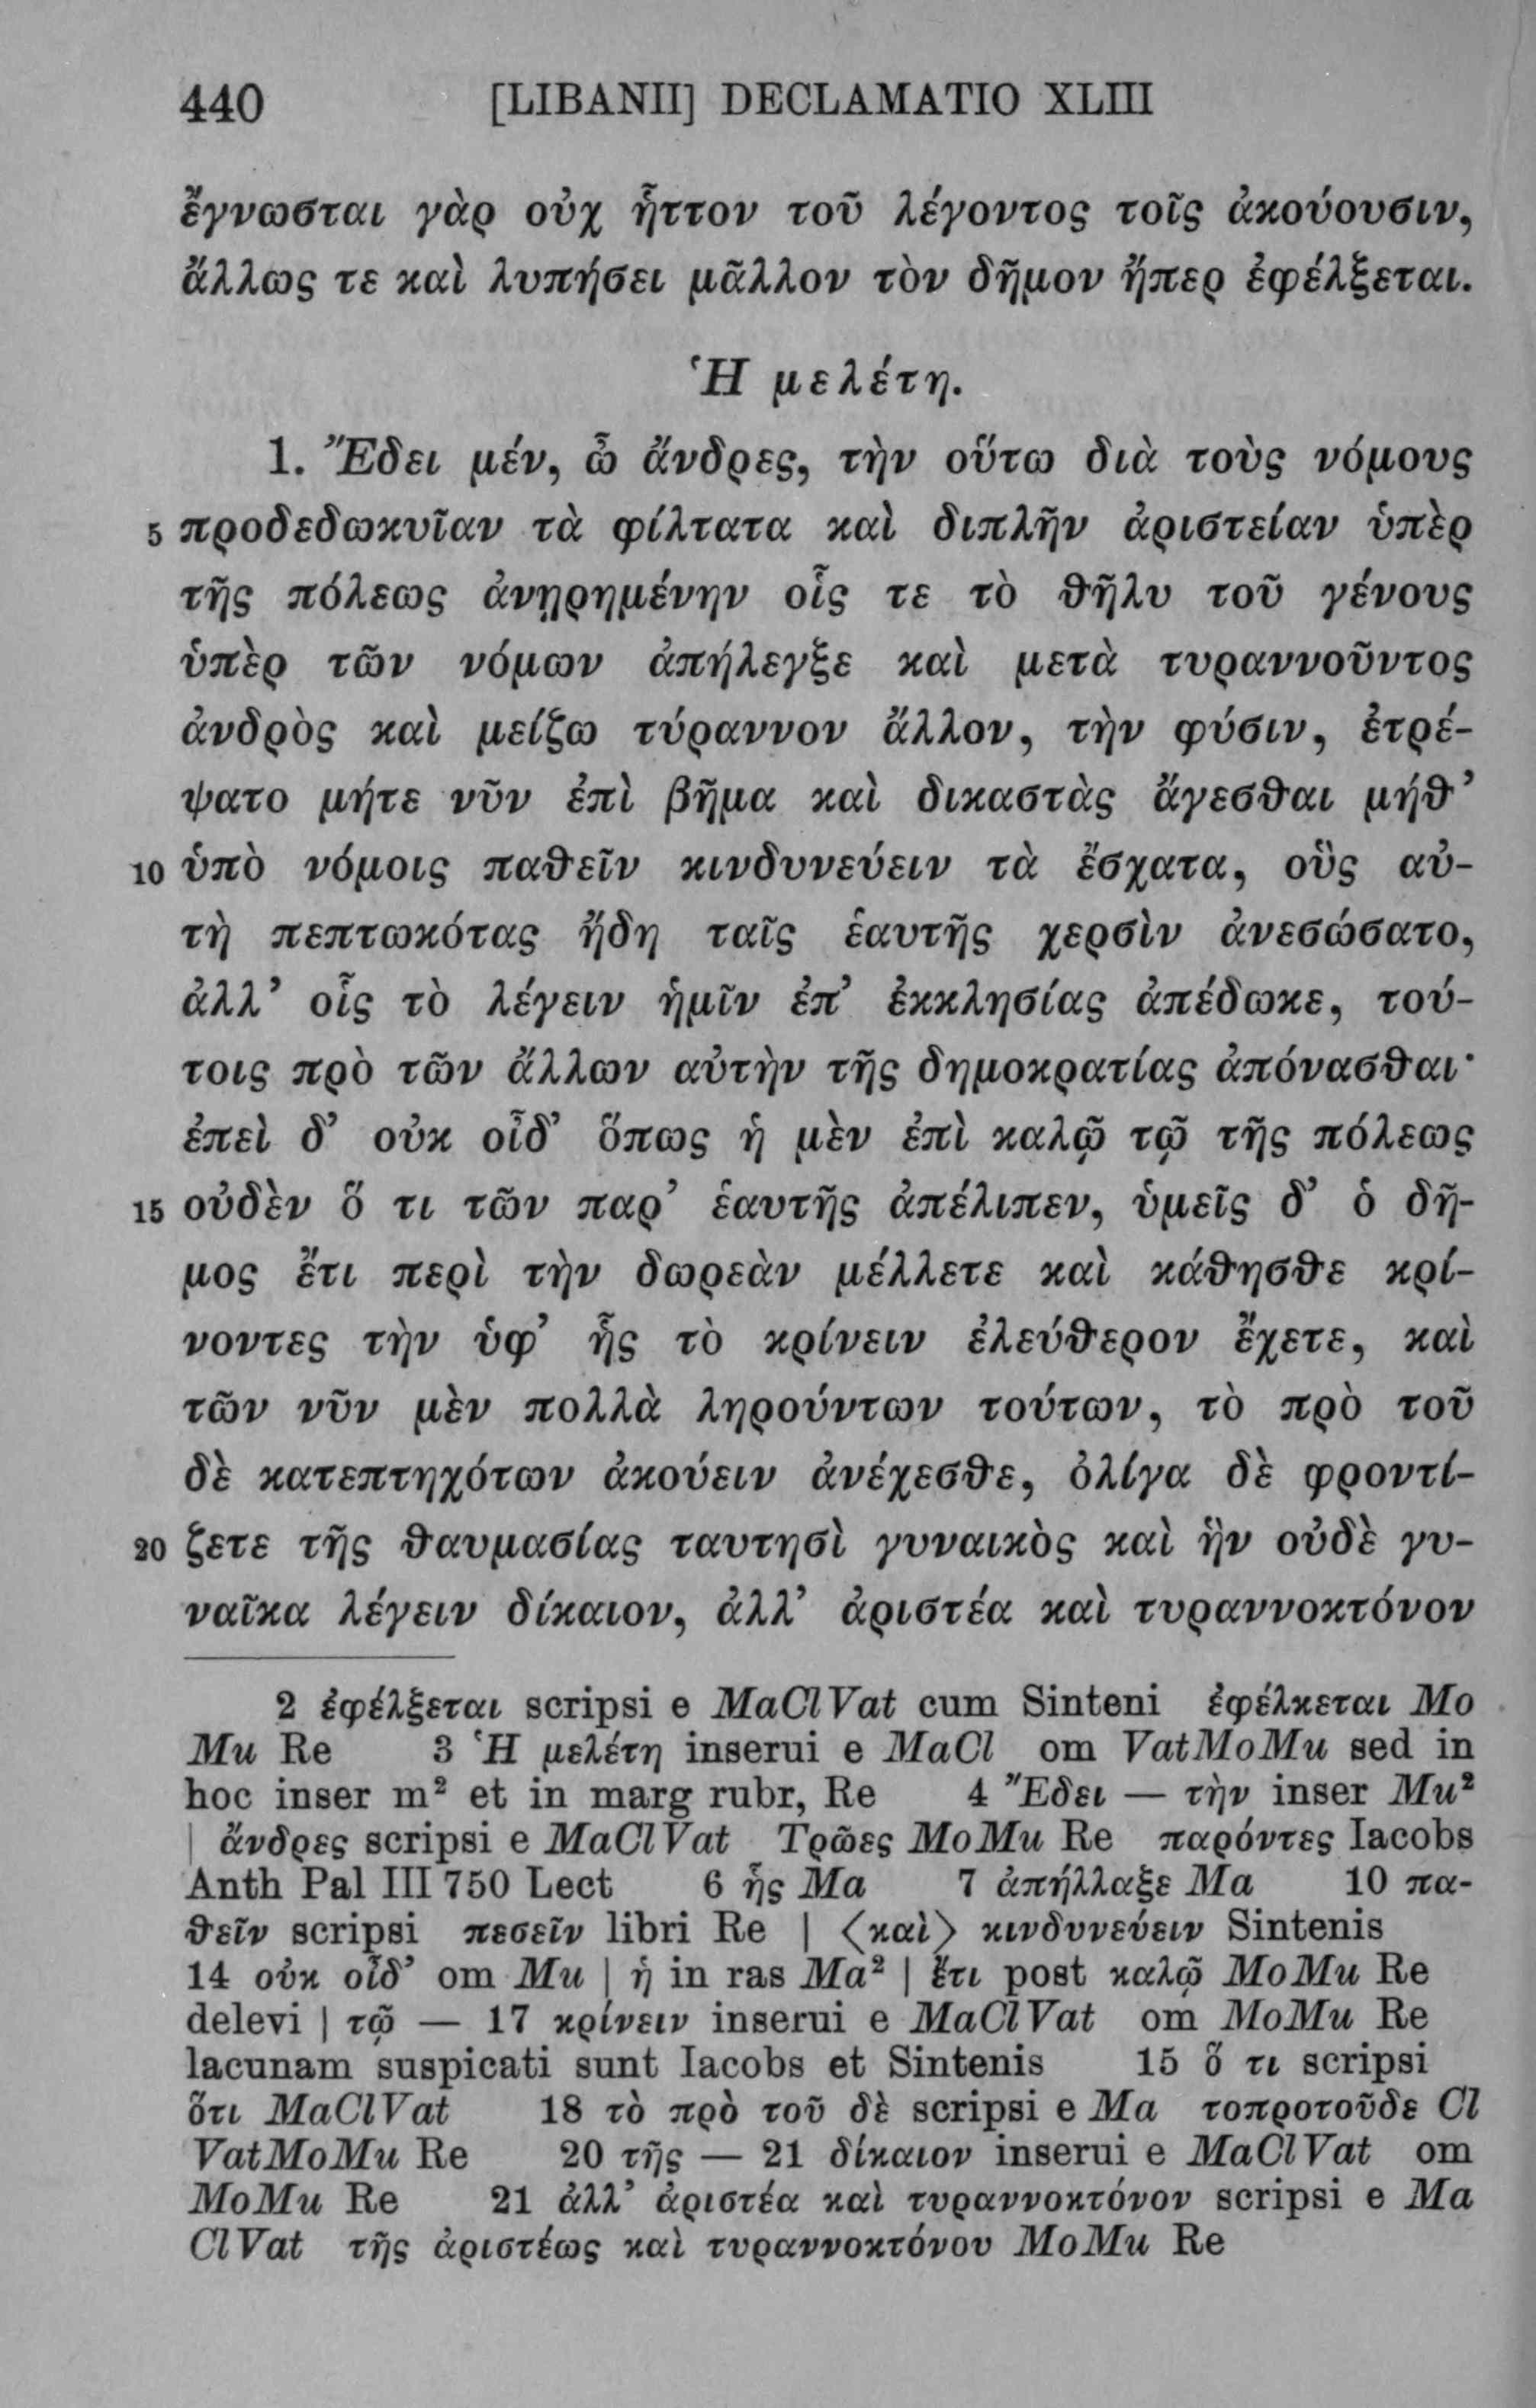 440 [LIBANII] DECLAMATIO XLIII
ἔγνωσται γὰρ οὐχ ἧττον τοῦ λέγοντος τοῖς ἀκούουσιν,
ἄλλως τε καὶ λυπήσει μᾶλλον τὸν δῆμον ἤπερ ἐφέλξεται.
Ἡ μελέτη.
1. Ἔδει μέν, ὦ ἄνδρες, τὴν οὕτω διὰ τοὺς νόμους
5 προδεδωκυῖαν τὰ φίλτατα καὶ διπλῆν ἀριστείαν ὑπὲρ
τῆς πόλεως ἀνῃρημένην οἷς τε τὸ θῆλυ τοῦ γένους
ὑπὲρ τῶν νόμων ἀπήλεγξε καὶ μετὰ τυραννοῦντος
ἀνδρὸς καὶ μείζω τύραννον ἄλλον, τὴν φύσιν, ἐτρέ-
ψατο μήτε νῦν ἐπὶ βῆμα καὶ δικαστὰς ἄγεσθαι μήθ’
10 ὑπὸ νόμοις παθεῖν κινδυνεύειν τὰ ἔσχατα, οὓς αὐ-
τὴ πεπτωκότας ἤδη ταῖς ἑαυτῆς χερσὶν ἀνεσώσατο,
ἀλλ’ οἷς τὸ λέγειν ἡμῖν ἐπ’ ἐκκλησίας ἀπέδωκε, τού-
τοις πρὸ τῶν ἄλλων αὐτὴν τῆς δημοκρατίας ἀπόνασθαι·
ἐπεὶ δ’ οὐκ οἶδ’ ὅπως ἡ μὲν ἐπὶ καλῷ τῷ τῆς πόλεως
15 οὐδὲν ὅ τι τῶν παρ’ ἑαυτῆς ἀπέλιπεν, ὑμεῖς δ’ ὁ δῆ-
μος ἔτι περὶ τὴν δωρεὰν μέλλετε καὶ κάθησθε κρί-
νοντες τὴν ὑφ’ ἧς τὸ κρίνειν ἐλεύθερον ἔχετε, καὶ
τῶν νῦν μὲν πολλὰ ληρούντων τούτων, τὸ πρὸ τοῦ
δὲ κατεπτηχότων ἀκούειν ἀνέχεσθε, ὀλίγα δὲ φροντί-
20 ζετε τῆς θαυμασίας ταυτησὶ γυναικὸς καὶ ἣν οὐδὲ γυ-
ναῖκα λέγειν δίκαιον, ἀλλ’ ἀριστέα καὶ τυραννοκτόνον
2 ἐφέλξεται scripsi e MaClVat cum Sinteni ἐφέλκεται Mo
Mu Re 3 Ἡ μελέτη inserui e MaCl om VatMoMu sed in
hoc inser m² et in marg rubr, Re 4 Ἔδει — τὴν inser Mu²
| ἄνδρες scripsi e MaClVat Τρῶες MoMu Re παρόντες Iacobs
Anth Pal III 750 Lect 6 ἧς Ma 7 ἀπήλλαξε Ma 10 πα-
θεῖν scripsi πεσεῖν libri Re | ⟨καὶ⟩ κινδυνεύειν Sintenis
14 οὐκ οἶδ’ om Mu | ἡ in ras Ma² | ἔτι post καλῷ MoMu Re
delevi | τῷ — 17 κρίνειν inserui e MaClVat om MoMu Re
lacunam suspicati sunt Iacobs et Sintenis 15 ὅ τι scripsi
ὅτι MaClVat 18 τὸ πρὸ τοῦ δὲ scripsi e Ma τοπροτοῦδε Cl
VatMoMu Re 20 τῆς — 21 δίκαιον inserui e MaClVat om
MoMu Re 21 ἀλλ’ ἀριστέα καὶ τυραννοκτόνον scripsi e Ma
ClVat τῆς ἀριστέως καὶ τυραννοκτόνου MoMu Re